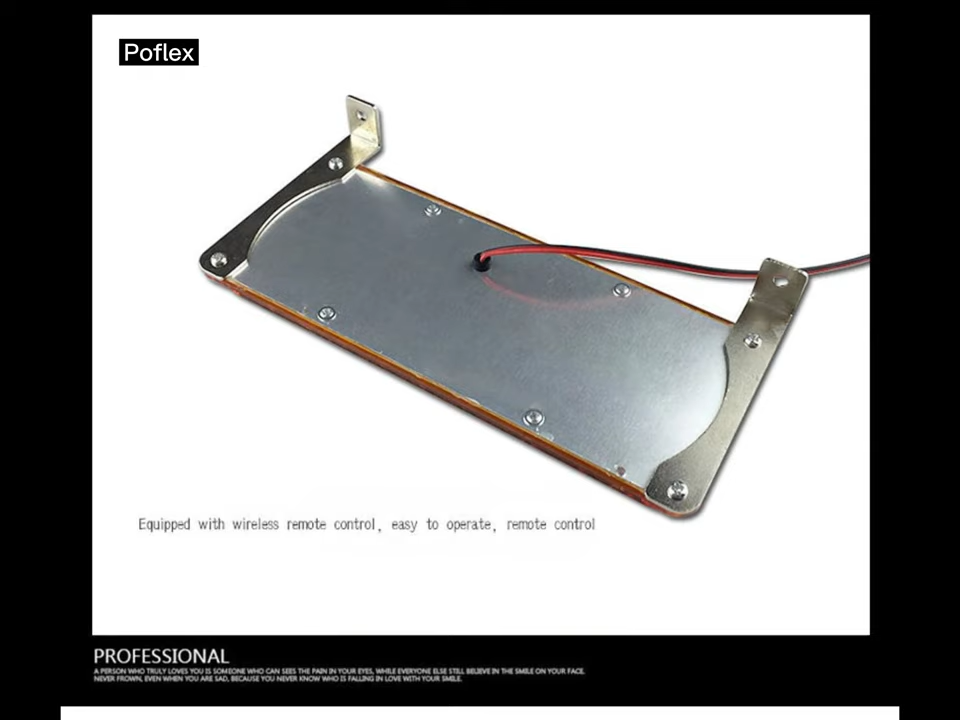 Poflex
Equipped with wireless remote control, easy to operate, remote control
PROFESSIONAL
A PERSON WHO TRULY LOVES YOU IS SOMEONE WHO CAN SEES THE PAIN IN YOUR EYES, WHILE EVERYONE ELSE STILL BELIEVE IN THE SMILE ON YOUR FACE.
NEVER FROWN, EVEN WHEN YOU ARE SAD, BECAUSE YOU NEVER KNOW WHO IS FALLING IN LOVE WITH YOUR SMILE.